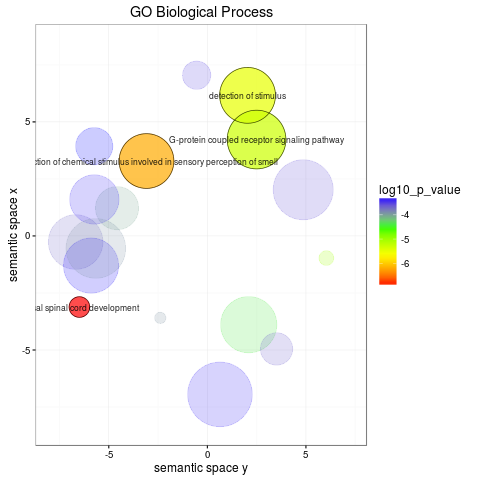 GO Biological Process
detection of stimulus
G-protein coupled receptor signaling pathway
ction of chemical stimulus involved in sensory perception of smell
al spinal cord development
5
0
-5
-5
0
5
semantic space x
semantic space y
log10_p_value
-4
-5
-6